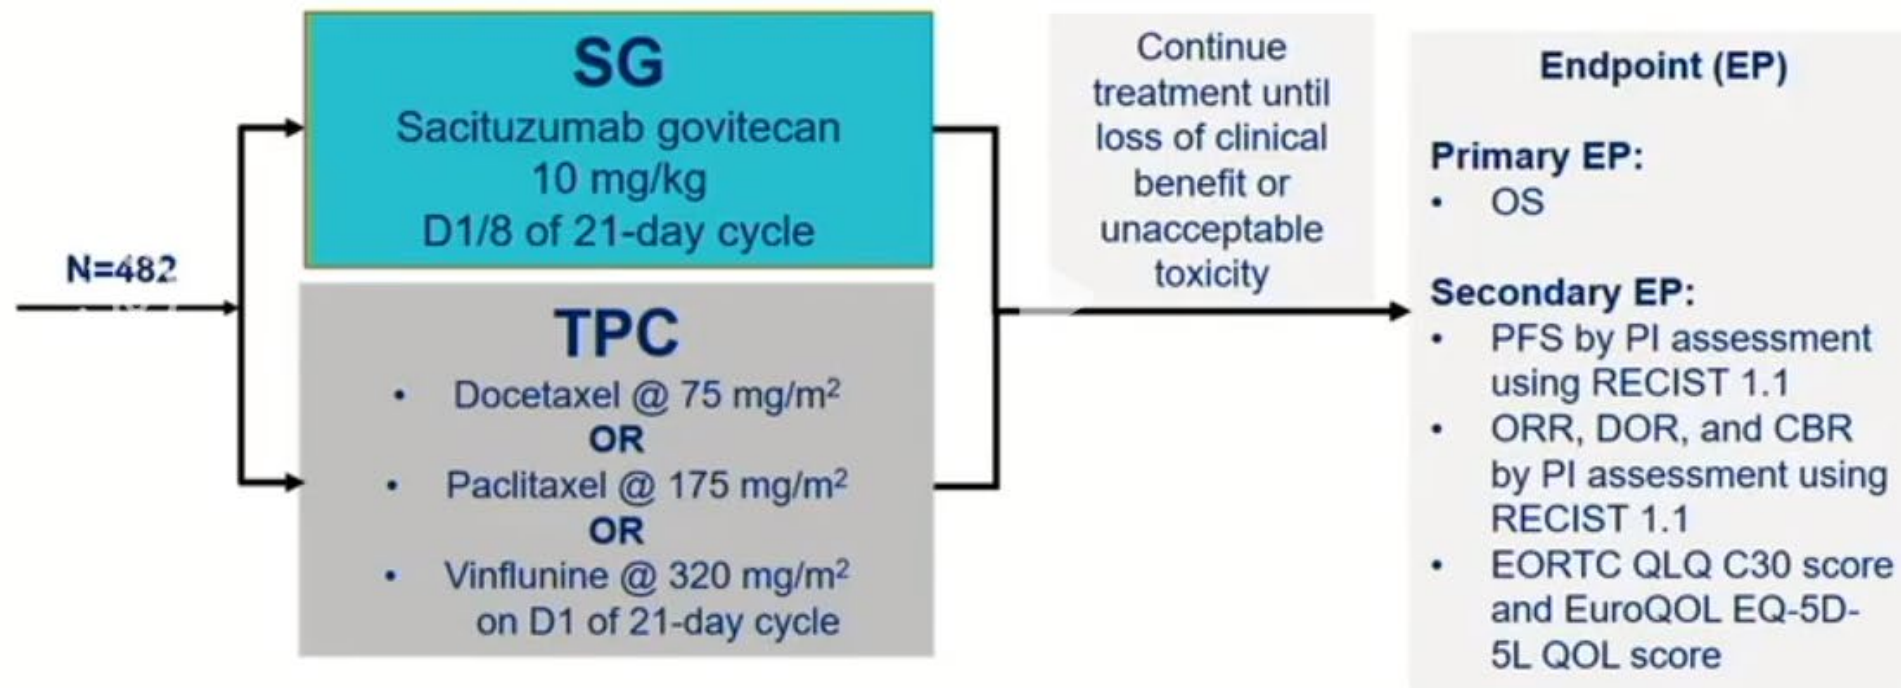 N=482
SG
Sacituzumab govitecan
10 mg/kg
D1/8 of 21-day cycle
TPC
• Docetaxel @ 75 mg/m²
OR
• Paclitaxel @ 175 mg/m²
OR
• Vinflunine @ 320 mg/m²
on D1 of 21-day cycle
Continue
treatment until
loss of clinical
benefit or
unacceptable
toxicity
Endpoint (EP)
Primary EP:
• OS
Secondary EP:
• PFS by PI assessment
using RECIST 1.1
• ORR, DOR, and CBR
by PI assessment using
RECIST 1.1
• EORTC QLQ C30 score
and EuroQOL EQ-5D-
5L QOL score